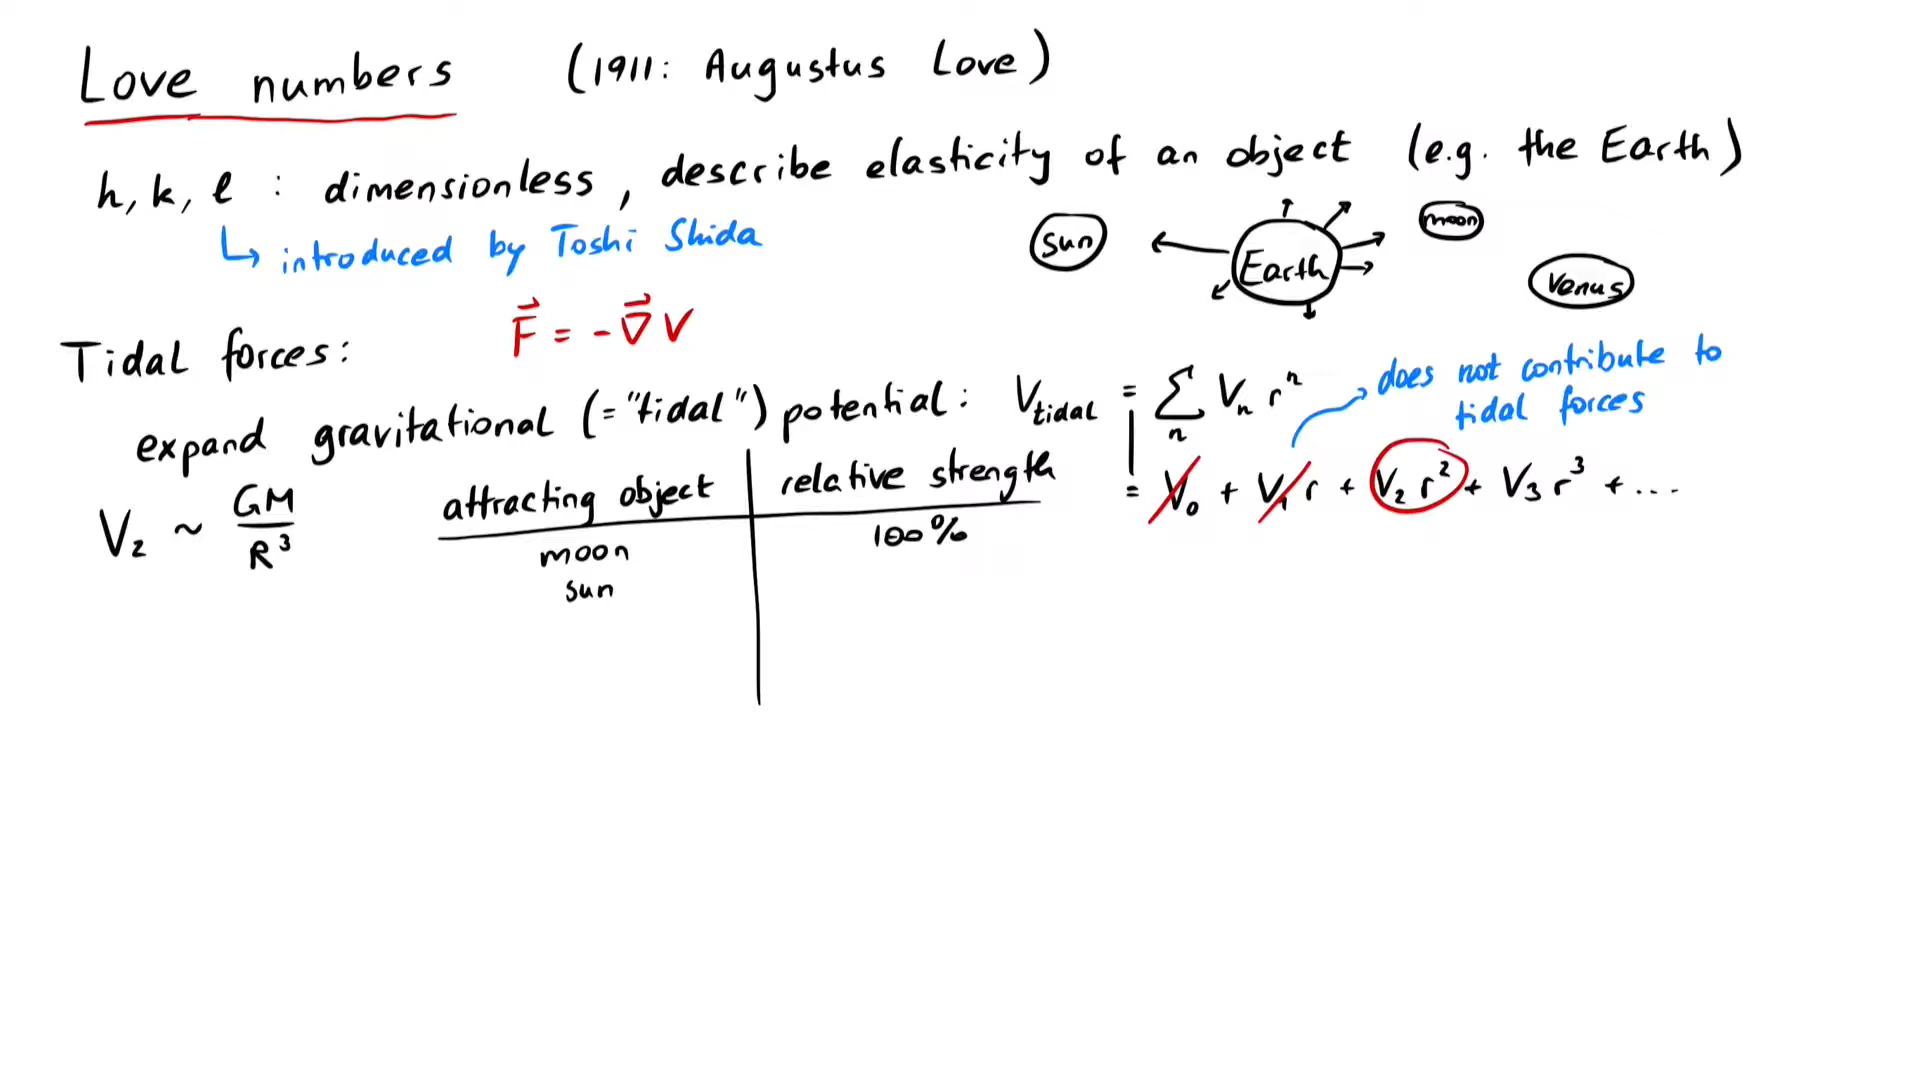 Love numbers (1911: Augustus Love)
h, k, l : dimensionless, describe elasticity of an object (e.g. the Earth)
↳ introduced by Toshi Shida
Sun
Earth
moon
Venus
Tidal forces:
F⃗ = - ∇⃗ V
expand gravitational (= "tidal") potential: V_tidal = Σ_n V_n r^n
does not contribute to
tidal forces
= V_0 + V_1 r + V_2 r^2 + V_3 r^3 + ...
V_2 ~ GM/R^3
attracting object | relative strength
moon 100%
sun